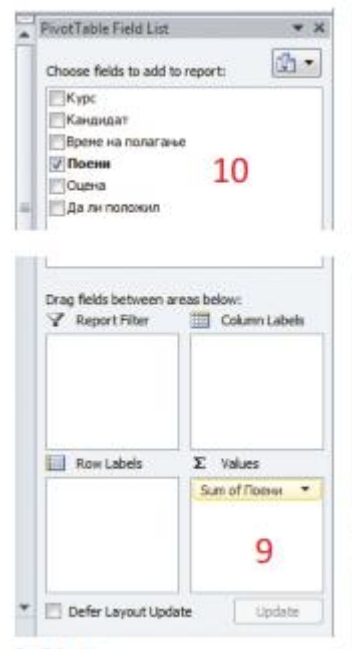 PivotTable Field List
Choose fields to add to report:
Курс
Кандидат
Време на полагање
Поени
Оцена
Да ли положил
10
Drag fields between areas below:
Report Filter
Column Labels
Row Labels
Σ Values
Sum of Поени
9
Defer Layout Update
Update